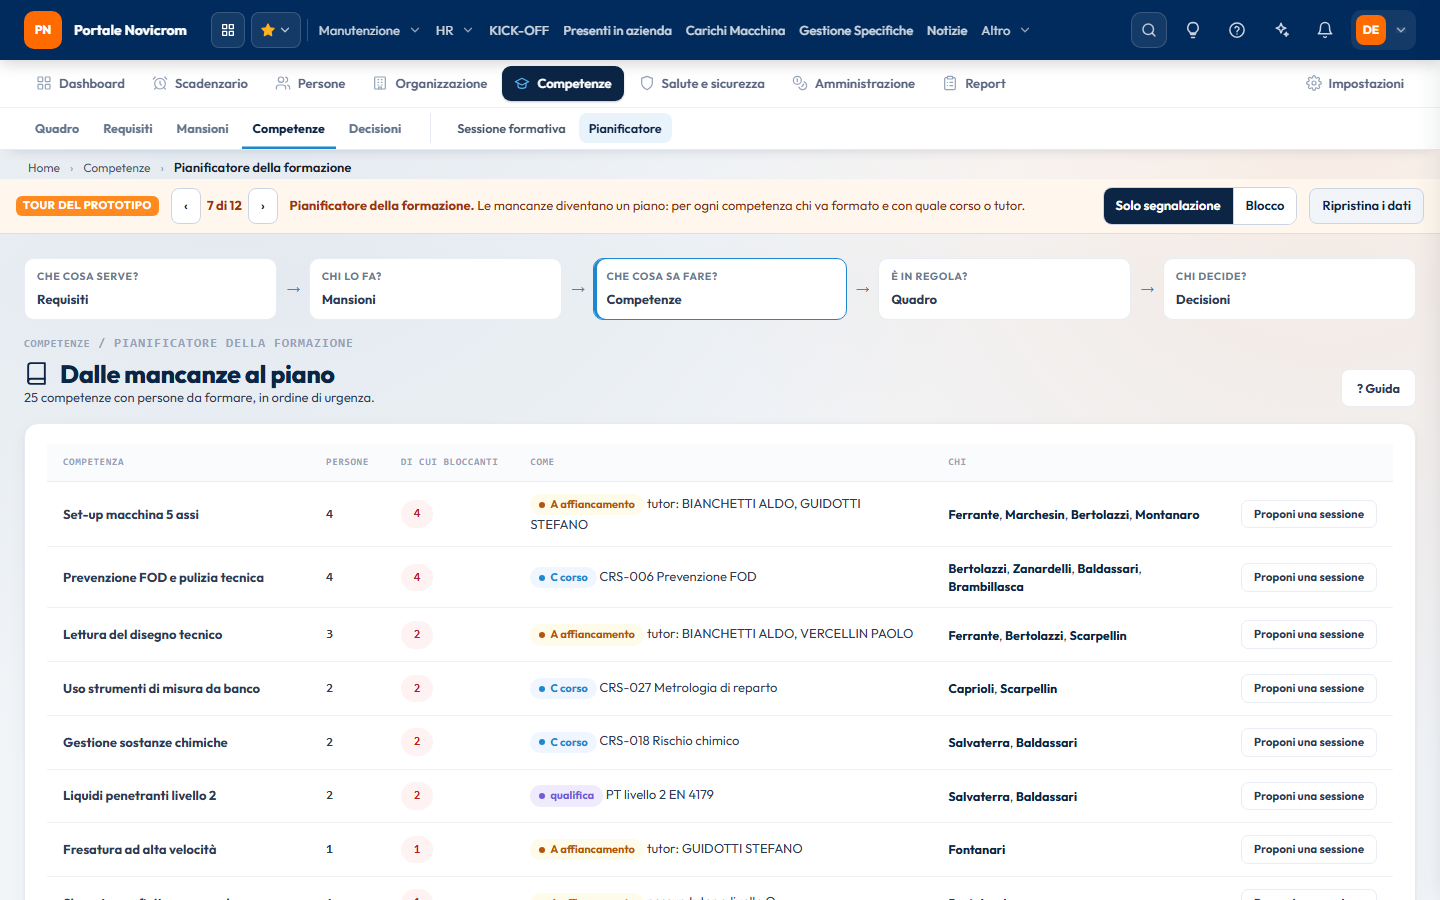 PN Portale Novicrom Manutenzione HR KICK-OFF Presenti in azienda Carichi Macchina Gestione Specifiche Notizie Altro DE
Dashboard Scadenzario Persone Organizzazione Competenze Salute e sicurezza Amministrazione Report Impostazioni
Quadro Requisiti Mansioni Competenze Decisioni Sessione formativa Pianificatore
Home › Competenze › Pianificatore della formazione
TOUR DEL PROTOTIPO ‹ 7 di 12 › Pianificatore della formazione. Le mancanze diventano un piano: per ogni competenza chi va formato e con quale corso o tutor. Solo segnalazione Blocco Ripristina i dati
CHE COSA SERVE? → CHI LO FA? → CHE COSA SA FARE? → È IN REGOLA? → CHI DECIDE?
Requisiti Mansioni Competenze Quadro Decisioni
COMPETENZE / PIANIFICATORE DELLA FORMAZIONE
Dalle mancanze al piano
25 competenze con persone da formare, in ordine di urgenza.
? Guida
COMPETENZA PERSONE DI CUI BLOCCANTI COME CHI
Set-up macchina 5 assi 4 4 A affiancamento tutor: BIANCHETTI ALDO, GUIDOTTI
STEFANO Ferrante, Marchesin, Bertolazzi, Montanaro Proponi una sessione
Prevenzione FOD e pulizia tecnica 4 4 C corso CRS-006 Prevenzione FOD Bertolazzi, Zanardelli, Baldassari,
Brambillasca Proponi una sessione
Lettura del disegno tecnico 3 2 A affiancamento tutor: BIANCHETTI ALDO, VERCELLIN PAOLO Ferrante, Bertolazzi, Scarpellin Proponi una sessione
Uso strumenti di misura da banco 2 2 C corso CRS-027 Metrologia di reparto Caprioli, Scarpellin Proponi una sessione
Gestione sostanze chimiche 2 2 C corso CRS-018 Rischio chimico Salvaterra, Baldassari Proponi una sessione
Liquidi penetranti livello 2 2 2 qualifica PT livello 2 EN 4179 Salvaterra, Baldassari Proponi una sessione
Fresatura ad alta velocità 1 1 A affiancamento tutor: GUIDOTTI STEFANO Fontanari Proponi una sessione